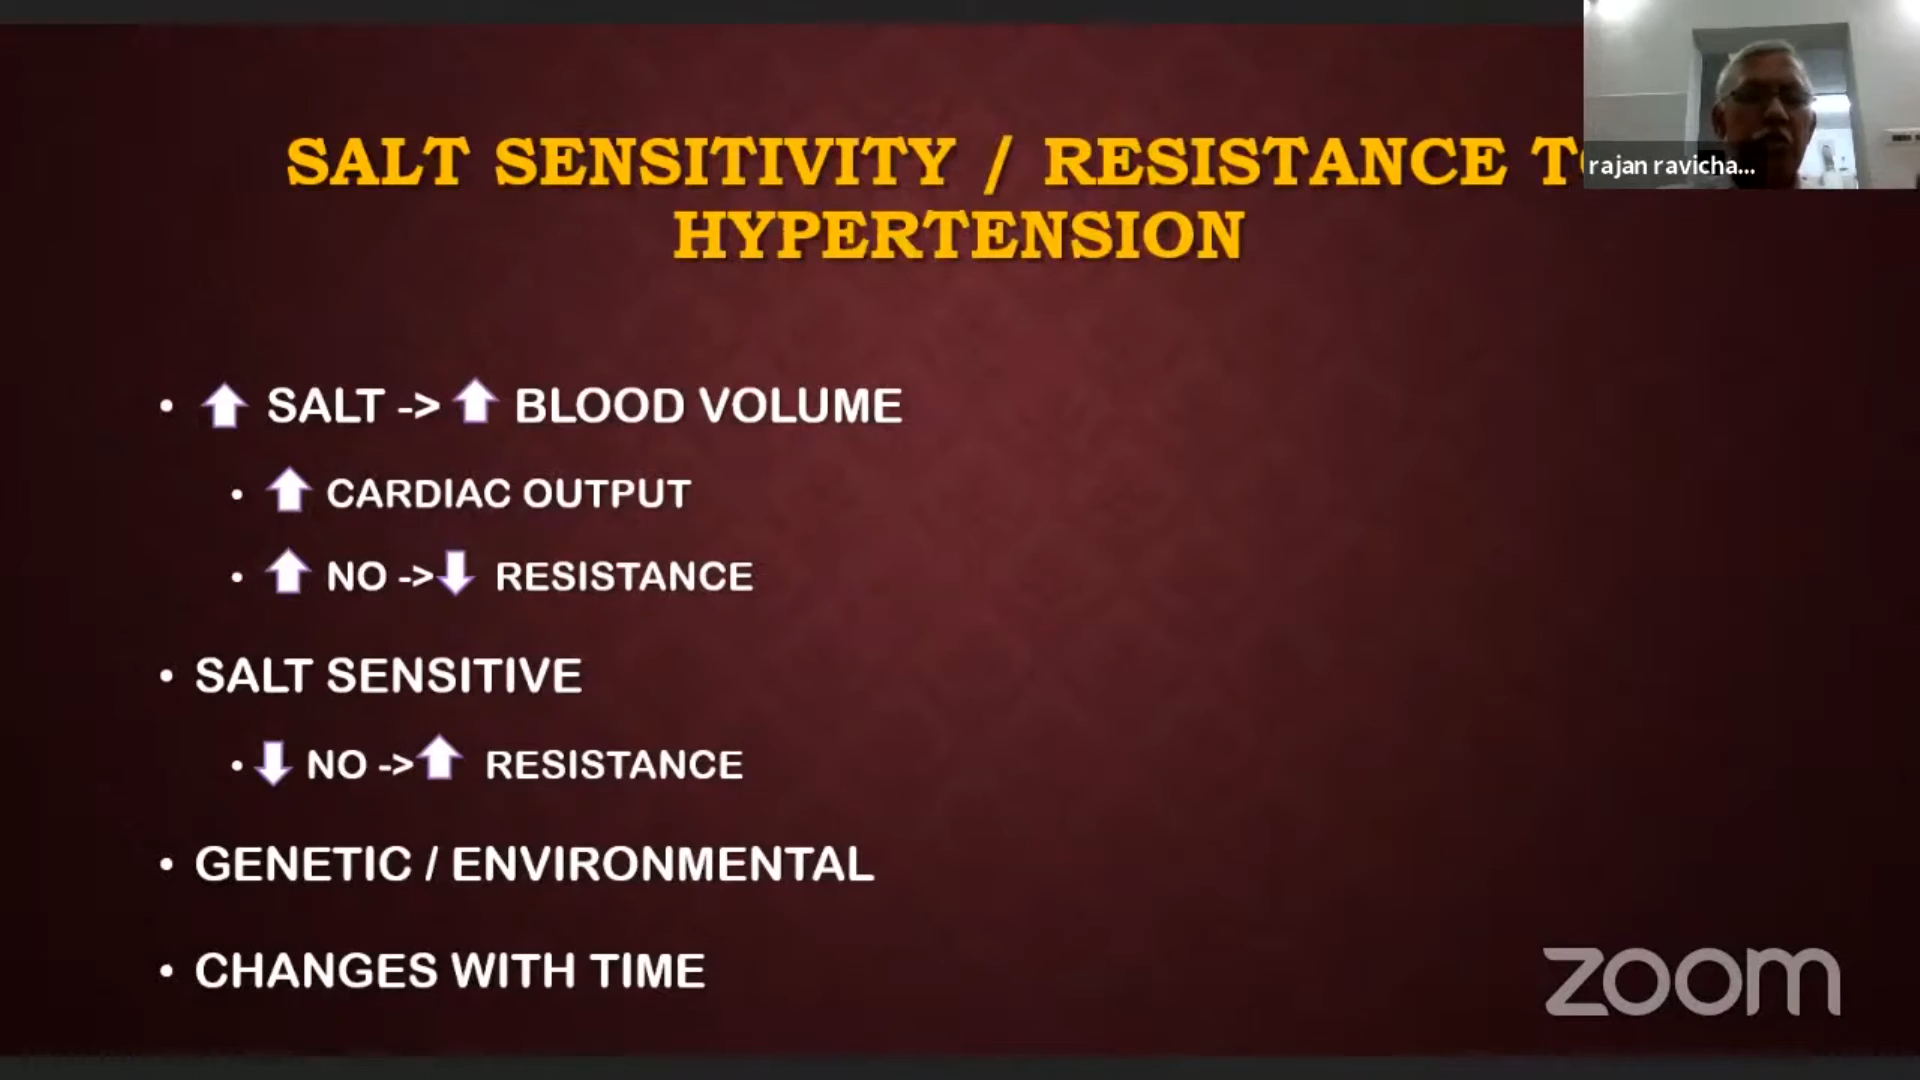 SALT SENSITIVITY / RESISTANCE
HYPERTENSION
rajan ravicha...
• ⬆ SALT -> ⬆ BLOOD VOLUME
• ⬆ CARDIAC OUTPUT
• ⬆ NO -> ⬇ RESISTANCE
• SALT SENSITIVE
• ⬇ NO -> ⬆ RESISTANCE
• GENETIC / ENVIRONMENTAL
• CHANGES WITH TIME
zoom